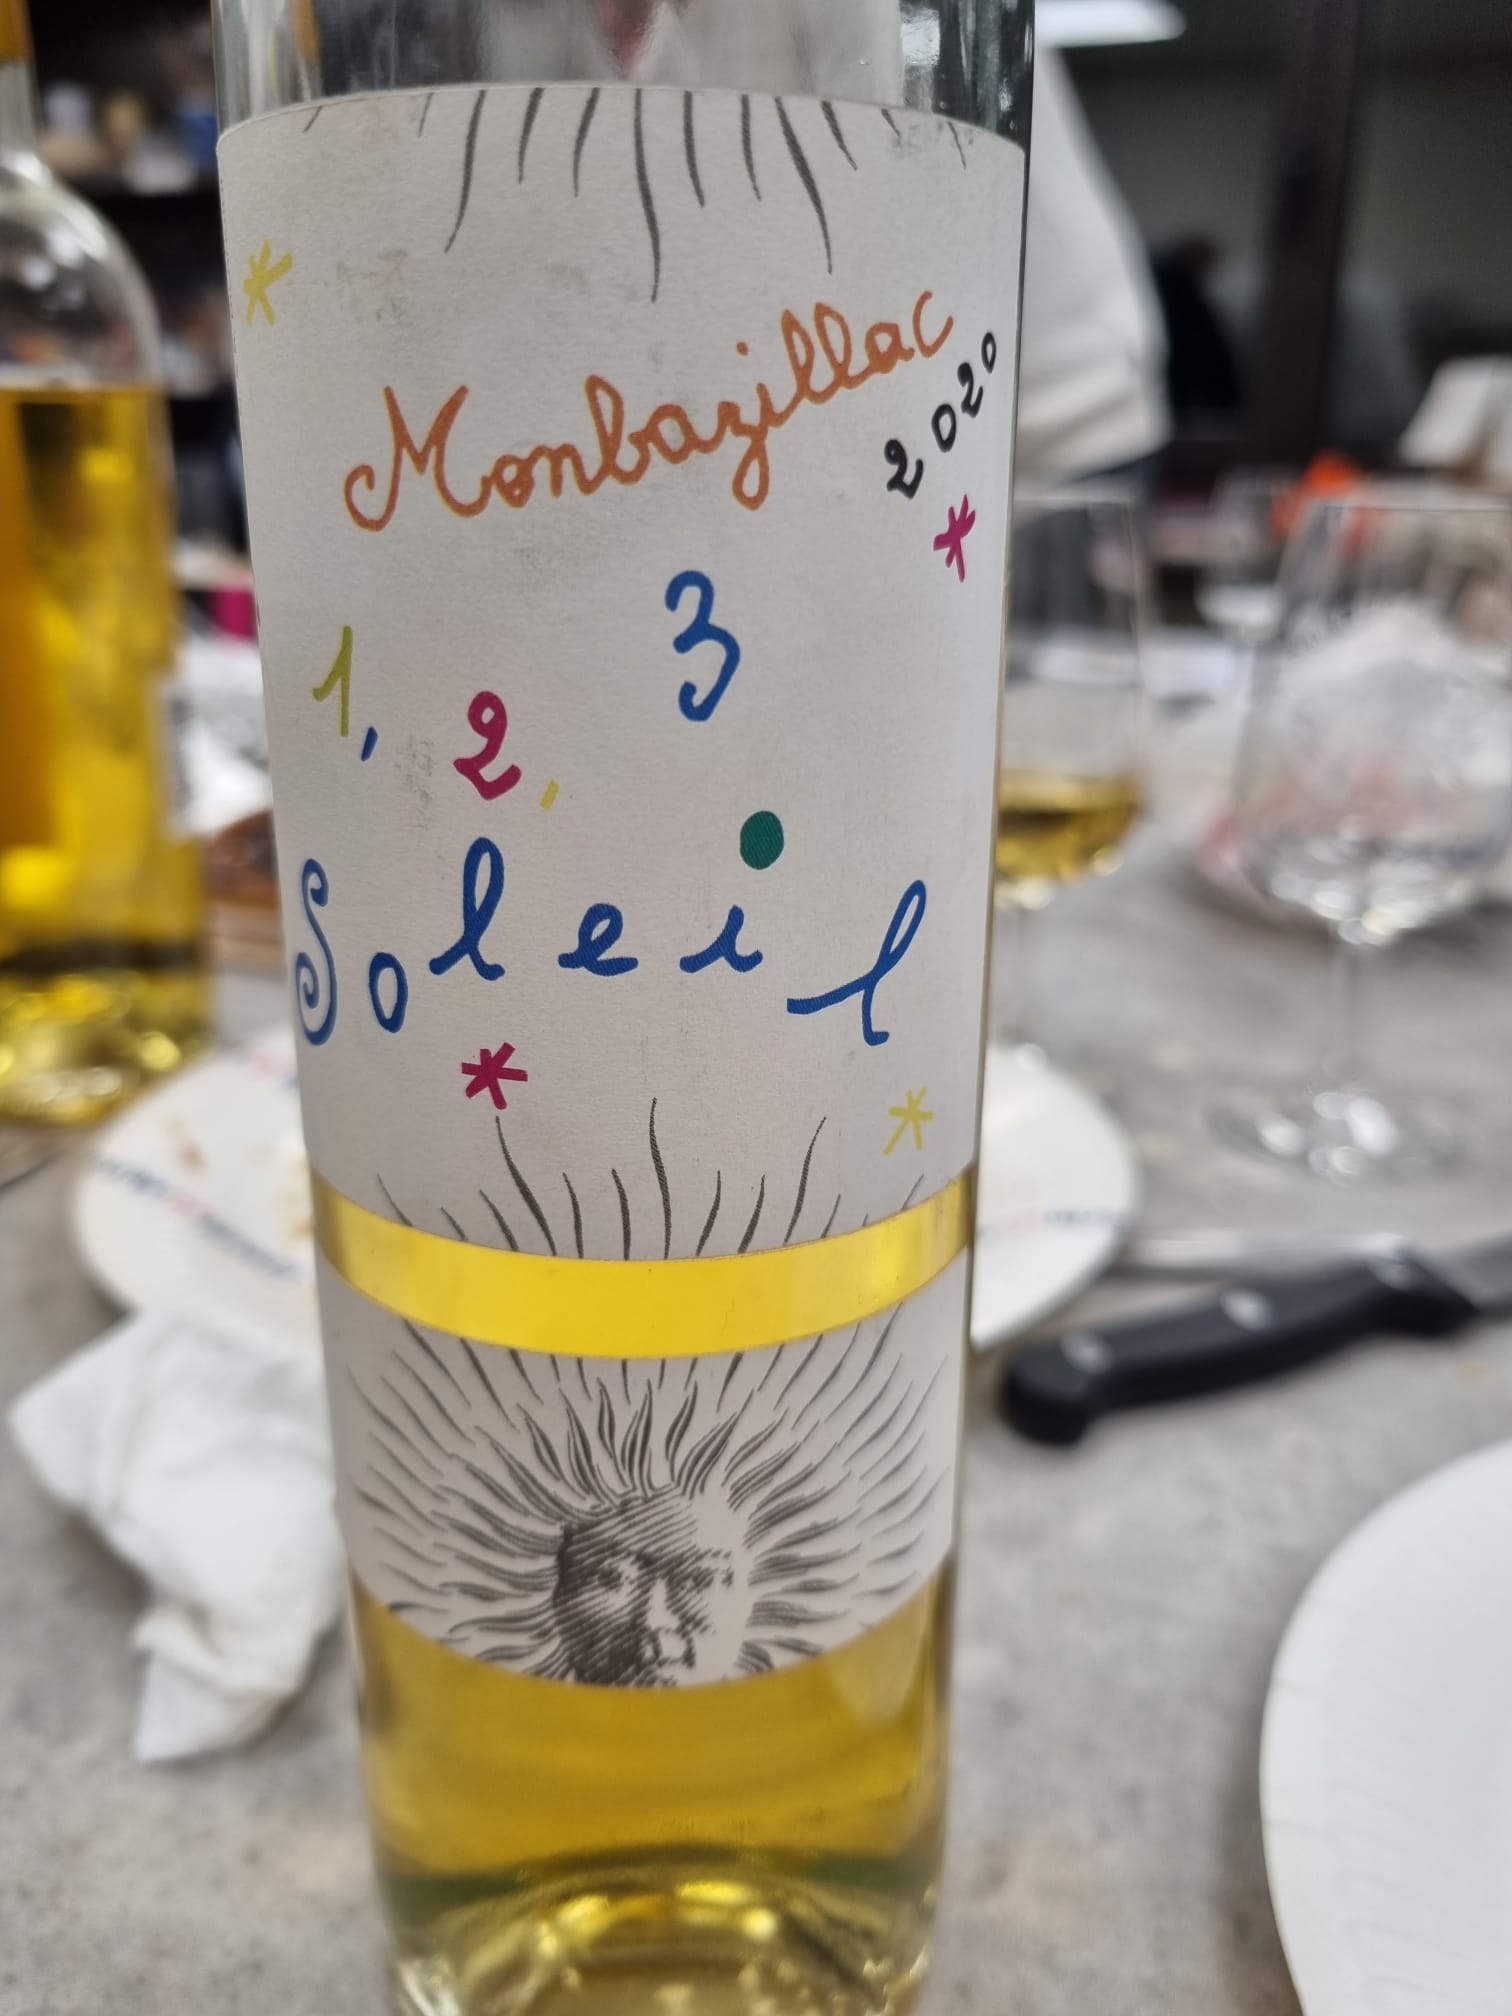 Monbazillac
2020
1, 2, 3
Soleil